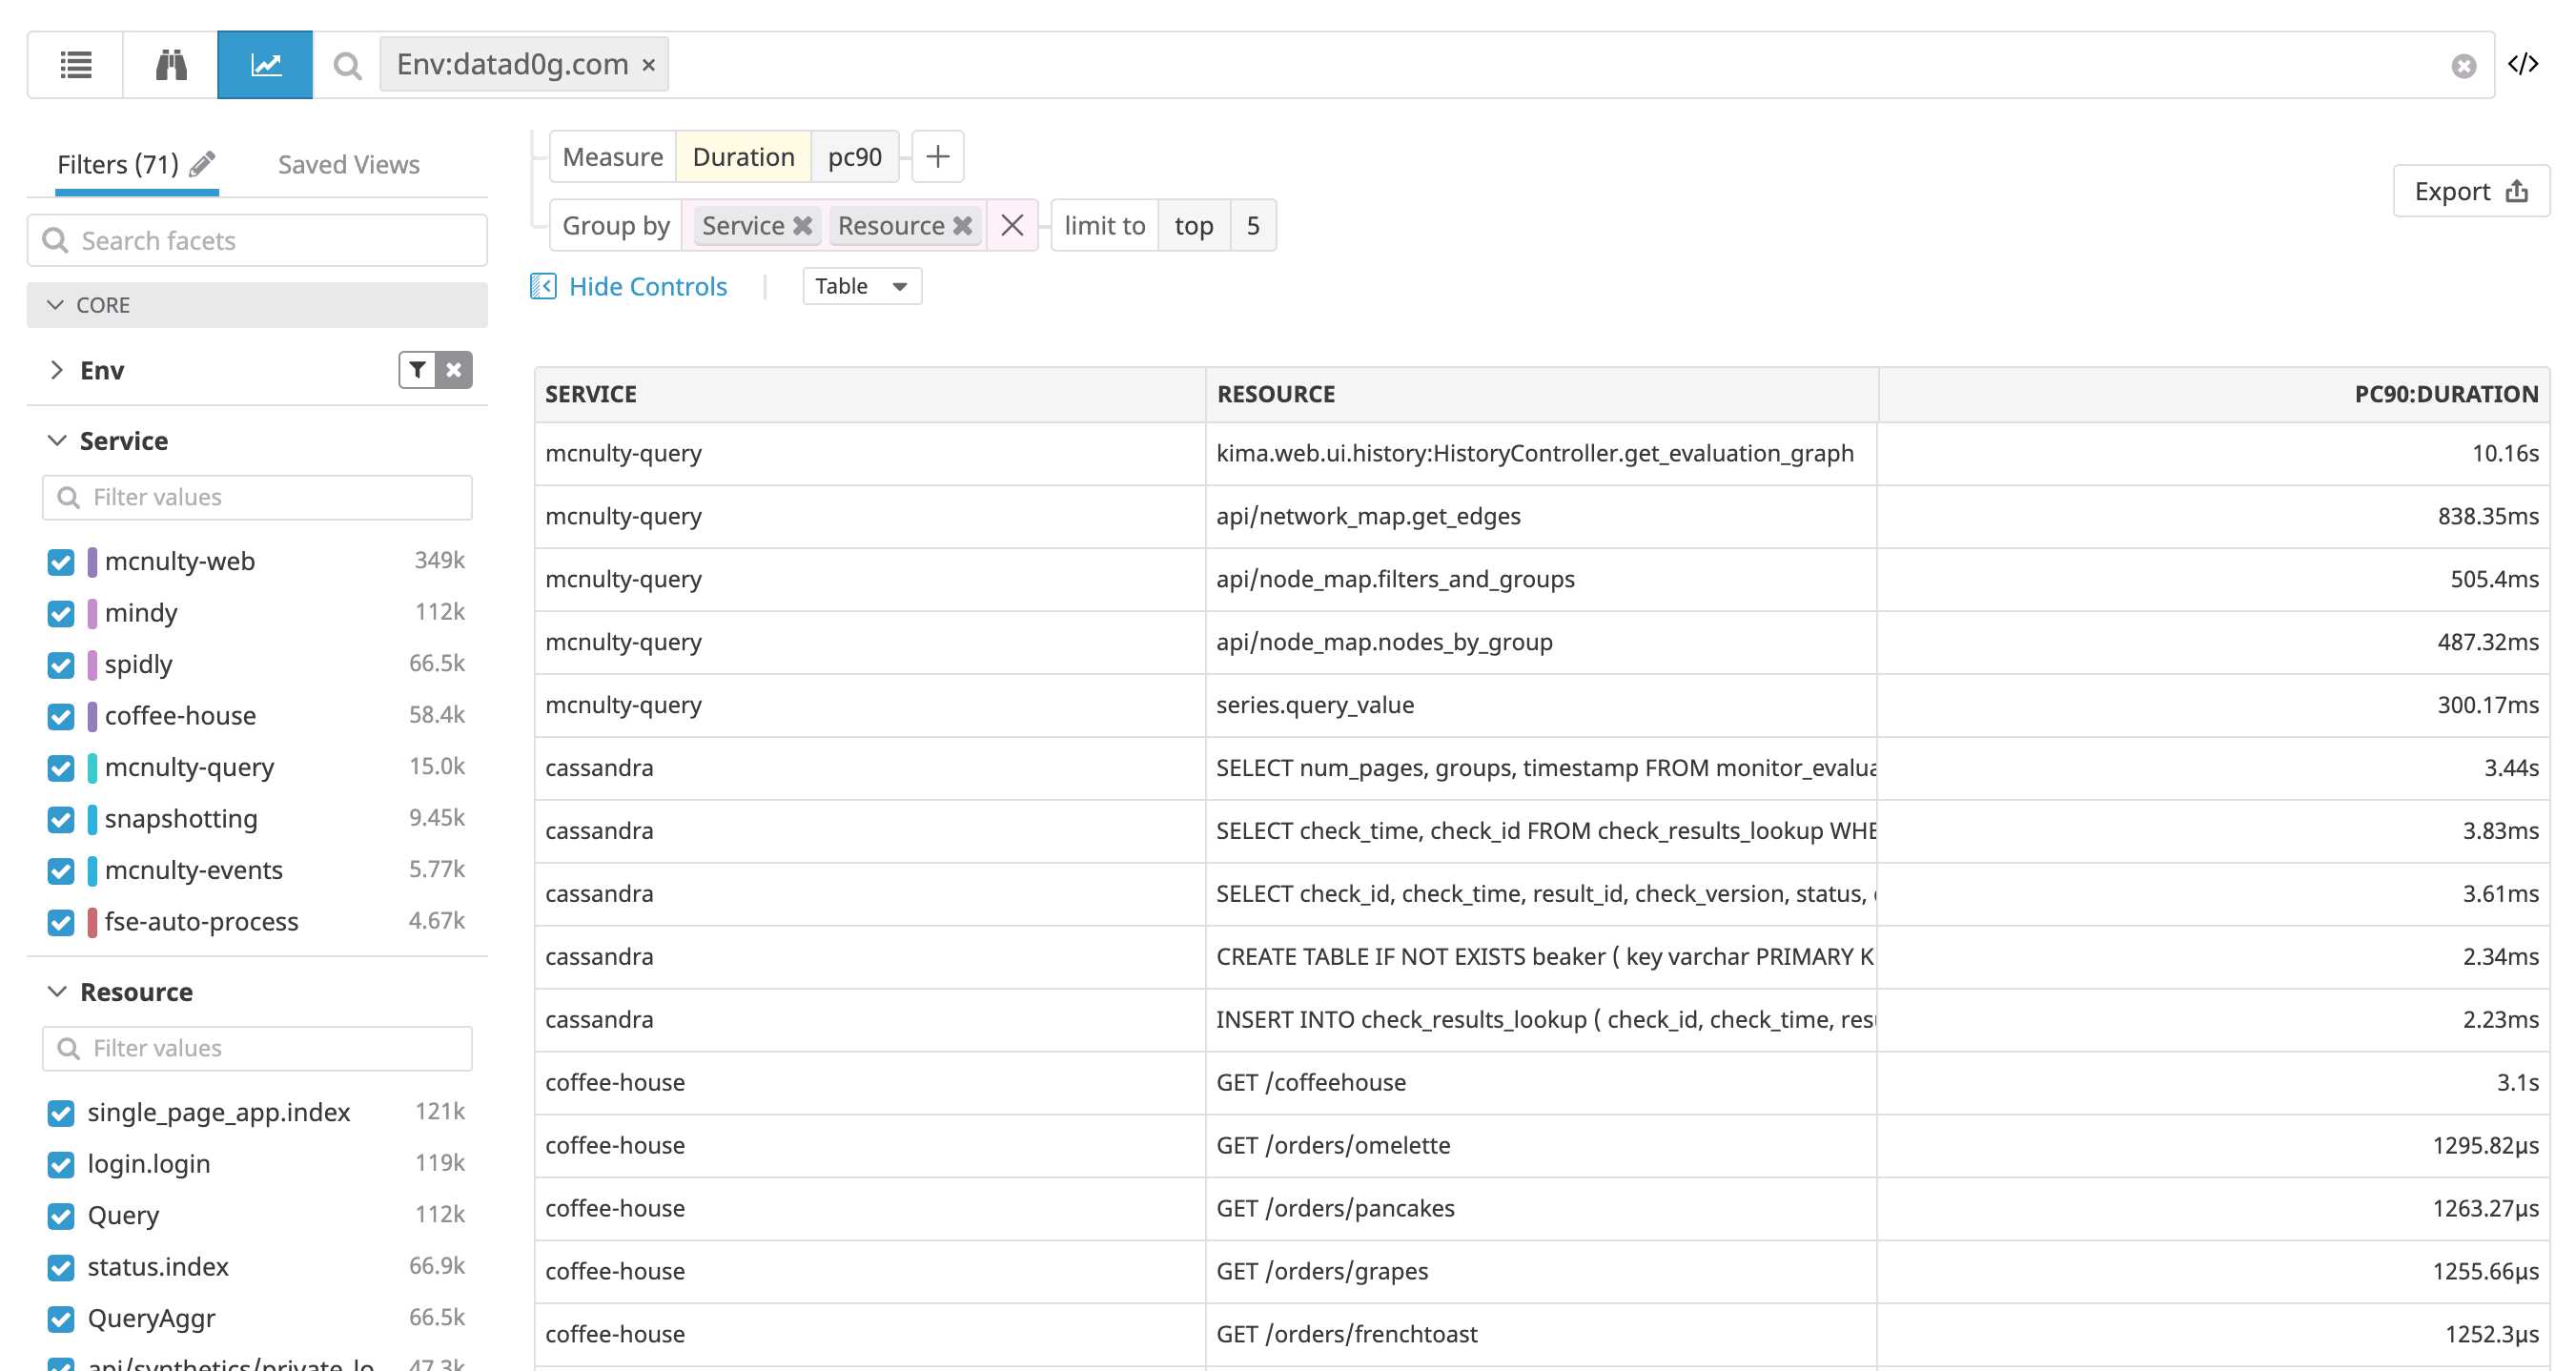 Env:datad0g.com ×
</>
Filters (71)
Saved Views
Search facets
CORE
Env
Service
Filter values
mcnulty-web 349k
mindy 112k
spidly 66.5k
coffee-house 58.4k
mcnulty-query 15.0k
snapshotting 9.45k
mcnulty-events 5.77k
fse-auto-process 4.67k
Resource
Filter values
single_page_app.index 121k
login.login 119k
Query 112k
status.index 66.9k
QueryAggr 66.5k
api/synthetics/private_lo 47.3k
Measure Duration pc90 +
Group by Service Resource limit to top 5
Export
Hide Controls
Table
SERVICE RESOURCE PC90:DURATION
mcnulty-query kima.web.ui.history:HistoryController.get_evaluation_graph 10.16s
mcnulty-query api/network_map.get_edges 838.35ms
mcnulty-query api/node_map.filters_and_groups 505.4ms
mcnulty-query api/node_map.nodes_by_group 487.32ms
mcnulty-query series.query_value 300.17ms
cassandra SELECT num_pages, groups, timestamp FROM monitor_evalua 3.44s
cassandra SELECT check_time, check_id FROM check_results_lookup WHE 3.83ms
cassandra SELECT check_id, check_time, result_id, check_version, status, 3.61ms
cassandra CREATE TABLE IF NOT EXISTS beaker ( key varchar PRIMARY K 2.34ms
cassandra INSERT INTO check_results_lookup ( check_id, check_time, res 2.23ms
coffee-house GET /coffeehouse 3.1s
coffee-house GET /orders/omelette 1295.82µs
coffee-house GET /orders/pancakes 1263.27µs
coffee-house GET /orders/grapes 1255.66µs
coffee-house GET /orders/frenchtoast 1252.3µs